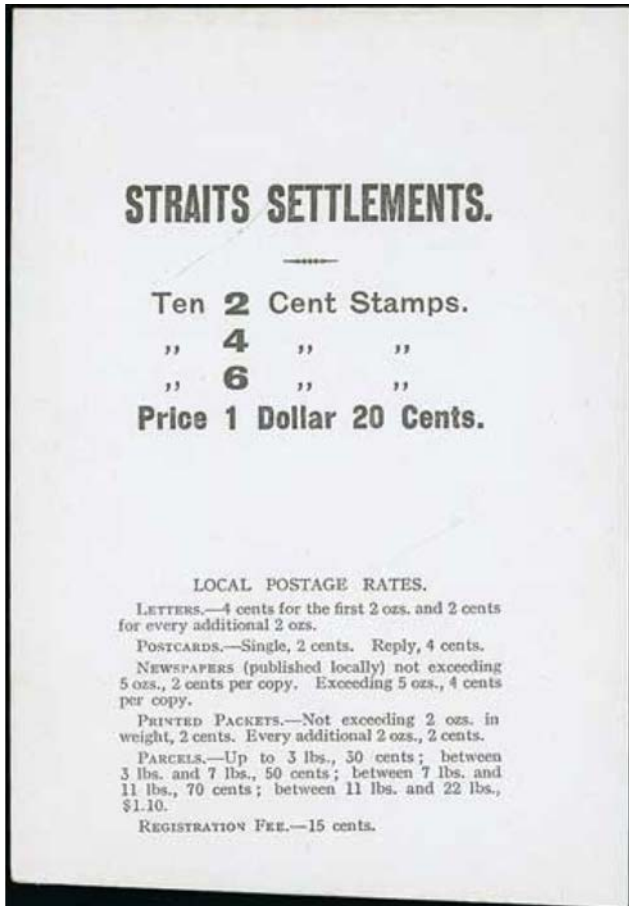 STRAITS SETTLEMENTS.
Ten 2 Cent Stamps.
,, 4 ,, ,,
,, 6 ,, ,,
Price 1 Dollar 20 Cents.
LOCAL POSTAGE RATES.
LETTERS.—4 cents for the first 2 ozs. and 2 cents
for every additional 2 ozs.
POSTCARDS.—Single, 2 cents. Reply, 4 cents.
NEWSPAPERS (published locally) not exceeding
5 ozs., 2 cents per copy. Exceeding 5 ozs., 4 cents
per copy.
PRINTED PACKETS.—Not exceeding 2 ozs. in
weight, 2 cents. Every additional 2 ozs., 2 cents.
PARCELS.—Up to 3 lbs., 30 cents; between
3 lbs. and 7 lbs., 50 cents; between 7 lbs. and
11 lbs., 70 cents; between 11 lbs. and 22 lbs.,
$1.10.
REGISTRATION FEE.—15 cents.